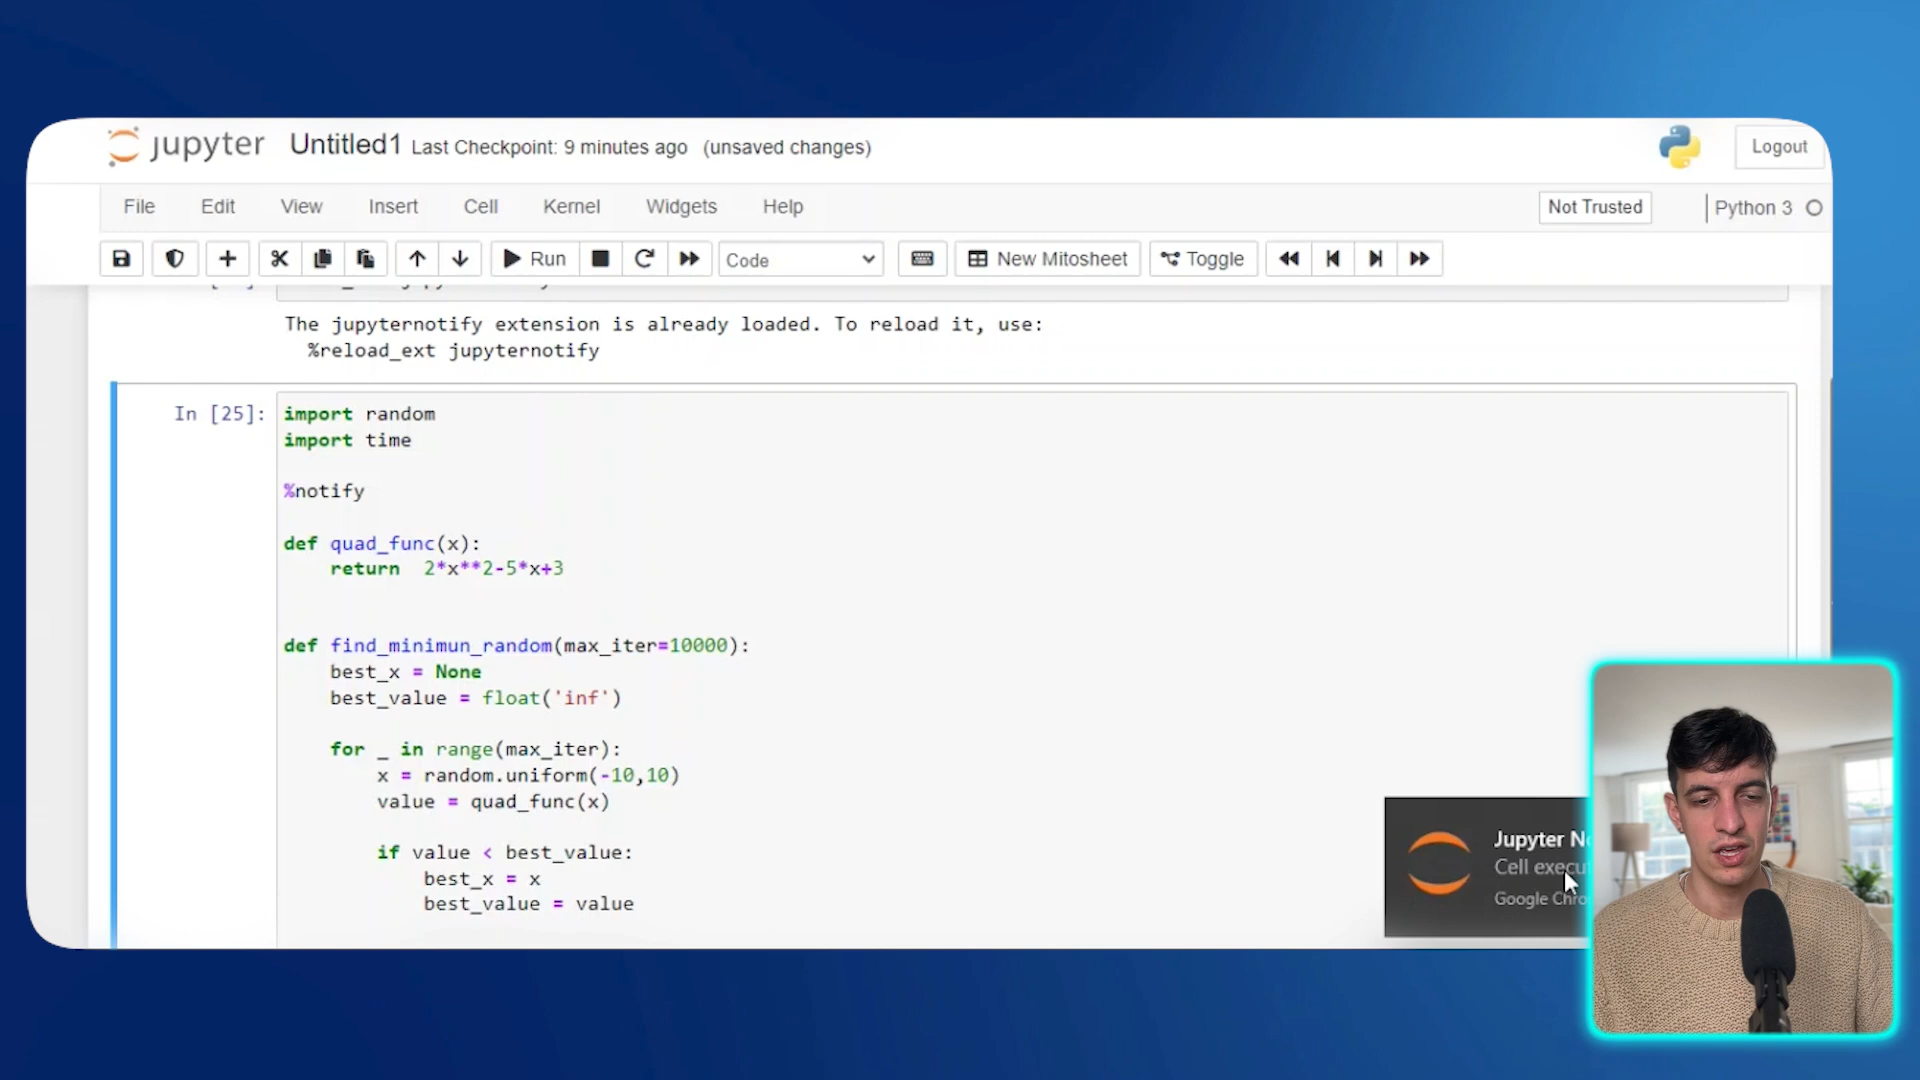 jupyter Untitled1 Last Checkpoint: 9 minutes ago (unsaved changes) Logout
File Edit View Insert Cell Kernel Widgets Help Not Trusted Python 3
Run Code New Mitosheet Toggle
The jupyternotify extension is already loaded. To reload it, use:
%reload_ext jupyternotify
In [25]: import random
import time
%notify
def quad_func(x):
return 2*x**2-5*x+3
def find_minimun_random(max_iter=10000):
best_x = None
best_value = float('inf')
for _ in range(max_iter):
x = random.uniform(-10,10)
value = quad_func(x)
if value < best_value:
best_x = x
best_value = value
Jupyter No
Cell execut
Google Chro